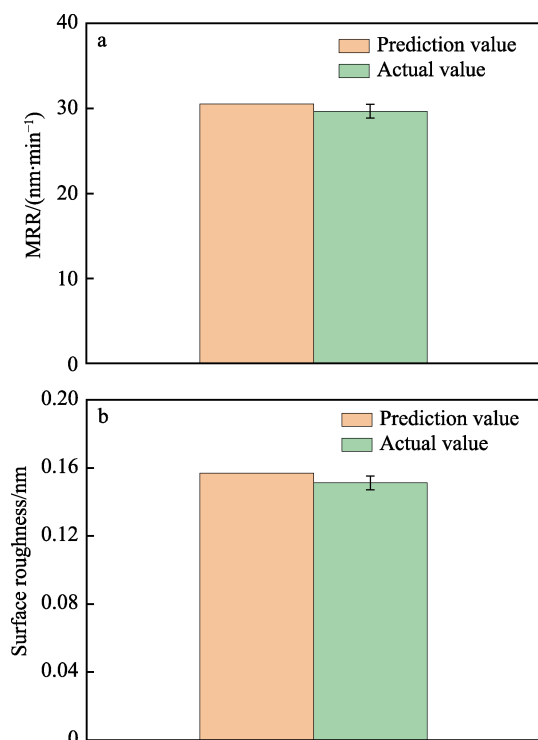 40
a
Prediction value
Actual value
30
20
10
0
MRR/(nm·min⁻¹)
0.20
b
Prediction value
Actual value
0.16
0.12
0.08
0.04
0
Surface roughness/nm